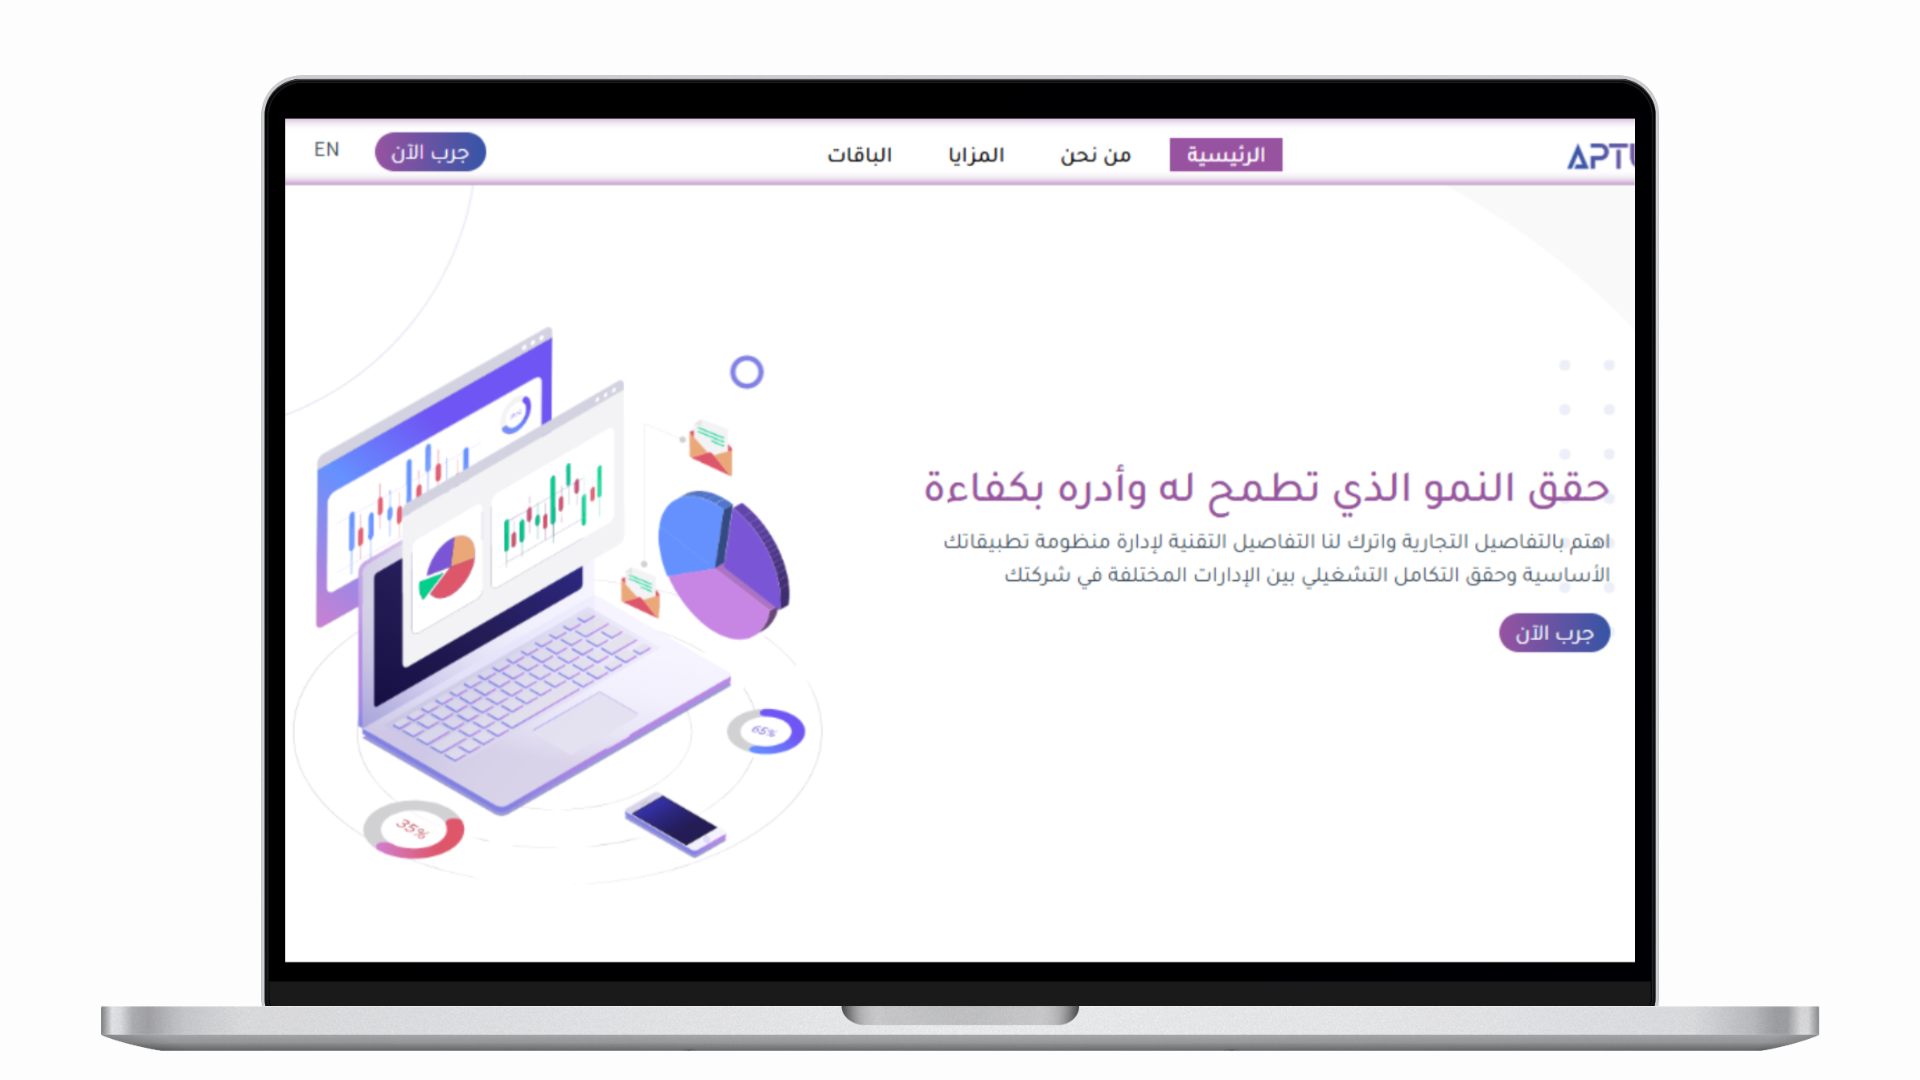 APTU
الرئيسية
من نحن
المزايا
الباقات
جرب الآن
EN
حقق النمو الذي تطمح له وأدره بكفاءة
اهتم بالتفاصيل التجارية واترك لنا التفاصيل التقنية لإدارة منظومة تطبيقاتك
الأساسية وحقق التكامل التشغيلي بين الإدارات المختلفة في شركتك
جرب الآن
65%
35%